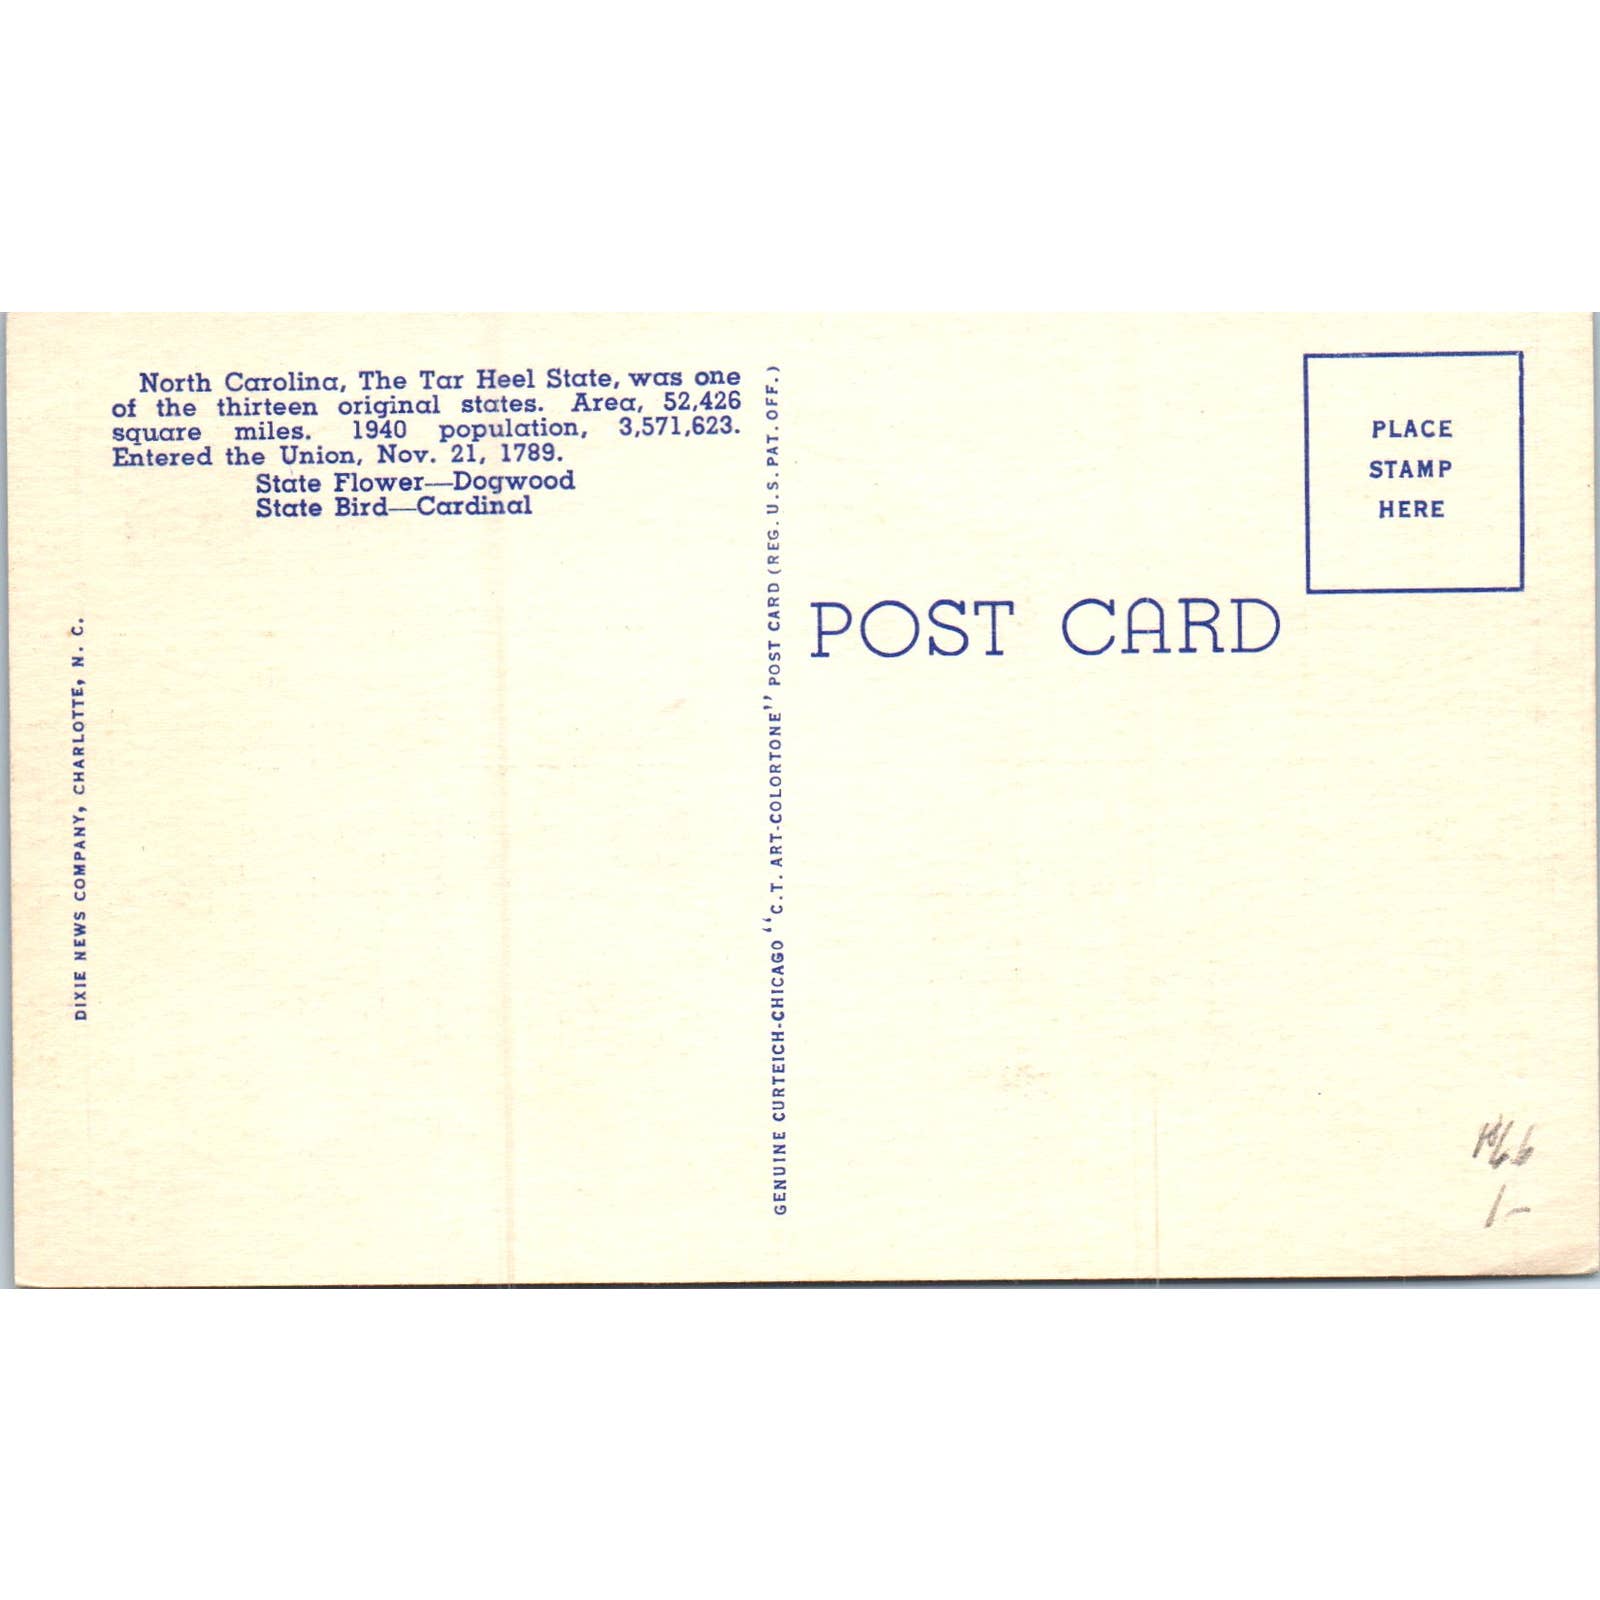 North Carolina, The Tar Heel State, was one
of the thirteen original states. Area, 52,426
square miles. 1940 population, 3,571,623.
Entered the Union, Nov. 21, 1789.
State Flower—Dogwood
State Bird—Cardinal
DIXIE NEWS COMPANY, CHARLOTTE, N. C.
GENUINE CURTEICH-CHICAGO "C.T. ART-COLORTONE" POST CARD (REG. U.S. PAT. OFF.)
PLACE
STAMP
HERE
POST CARD
1-